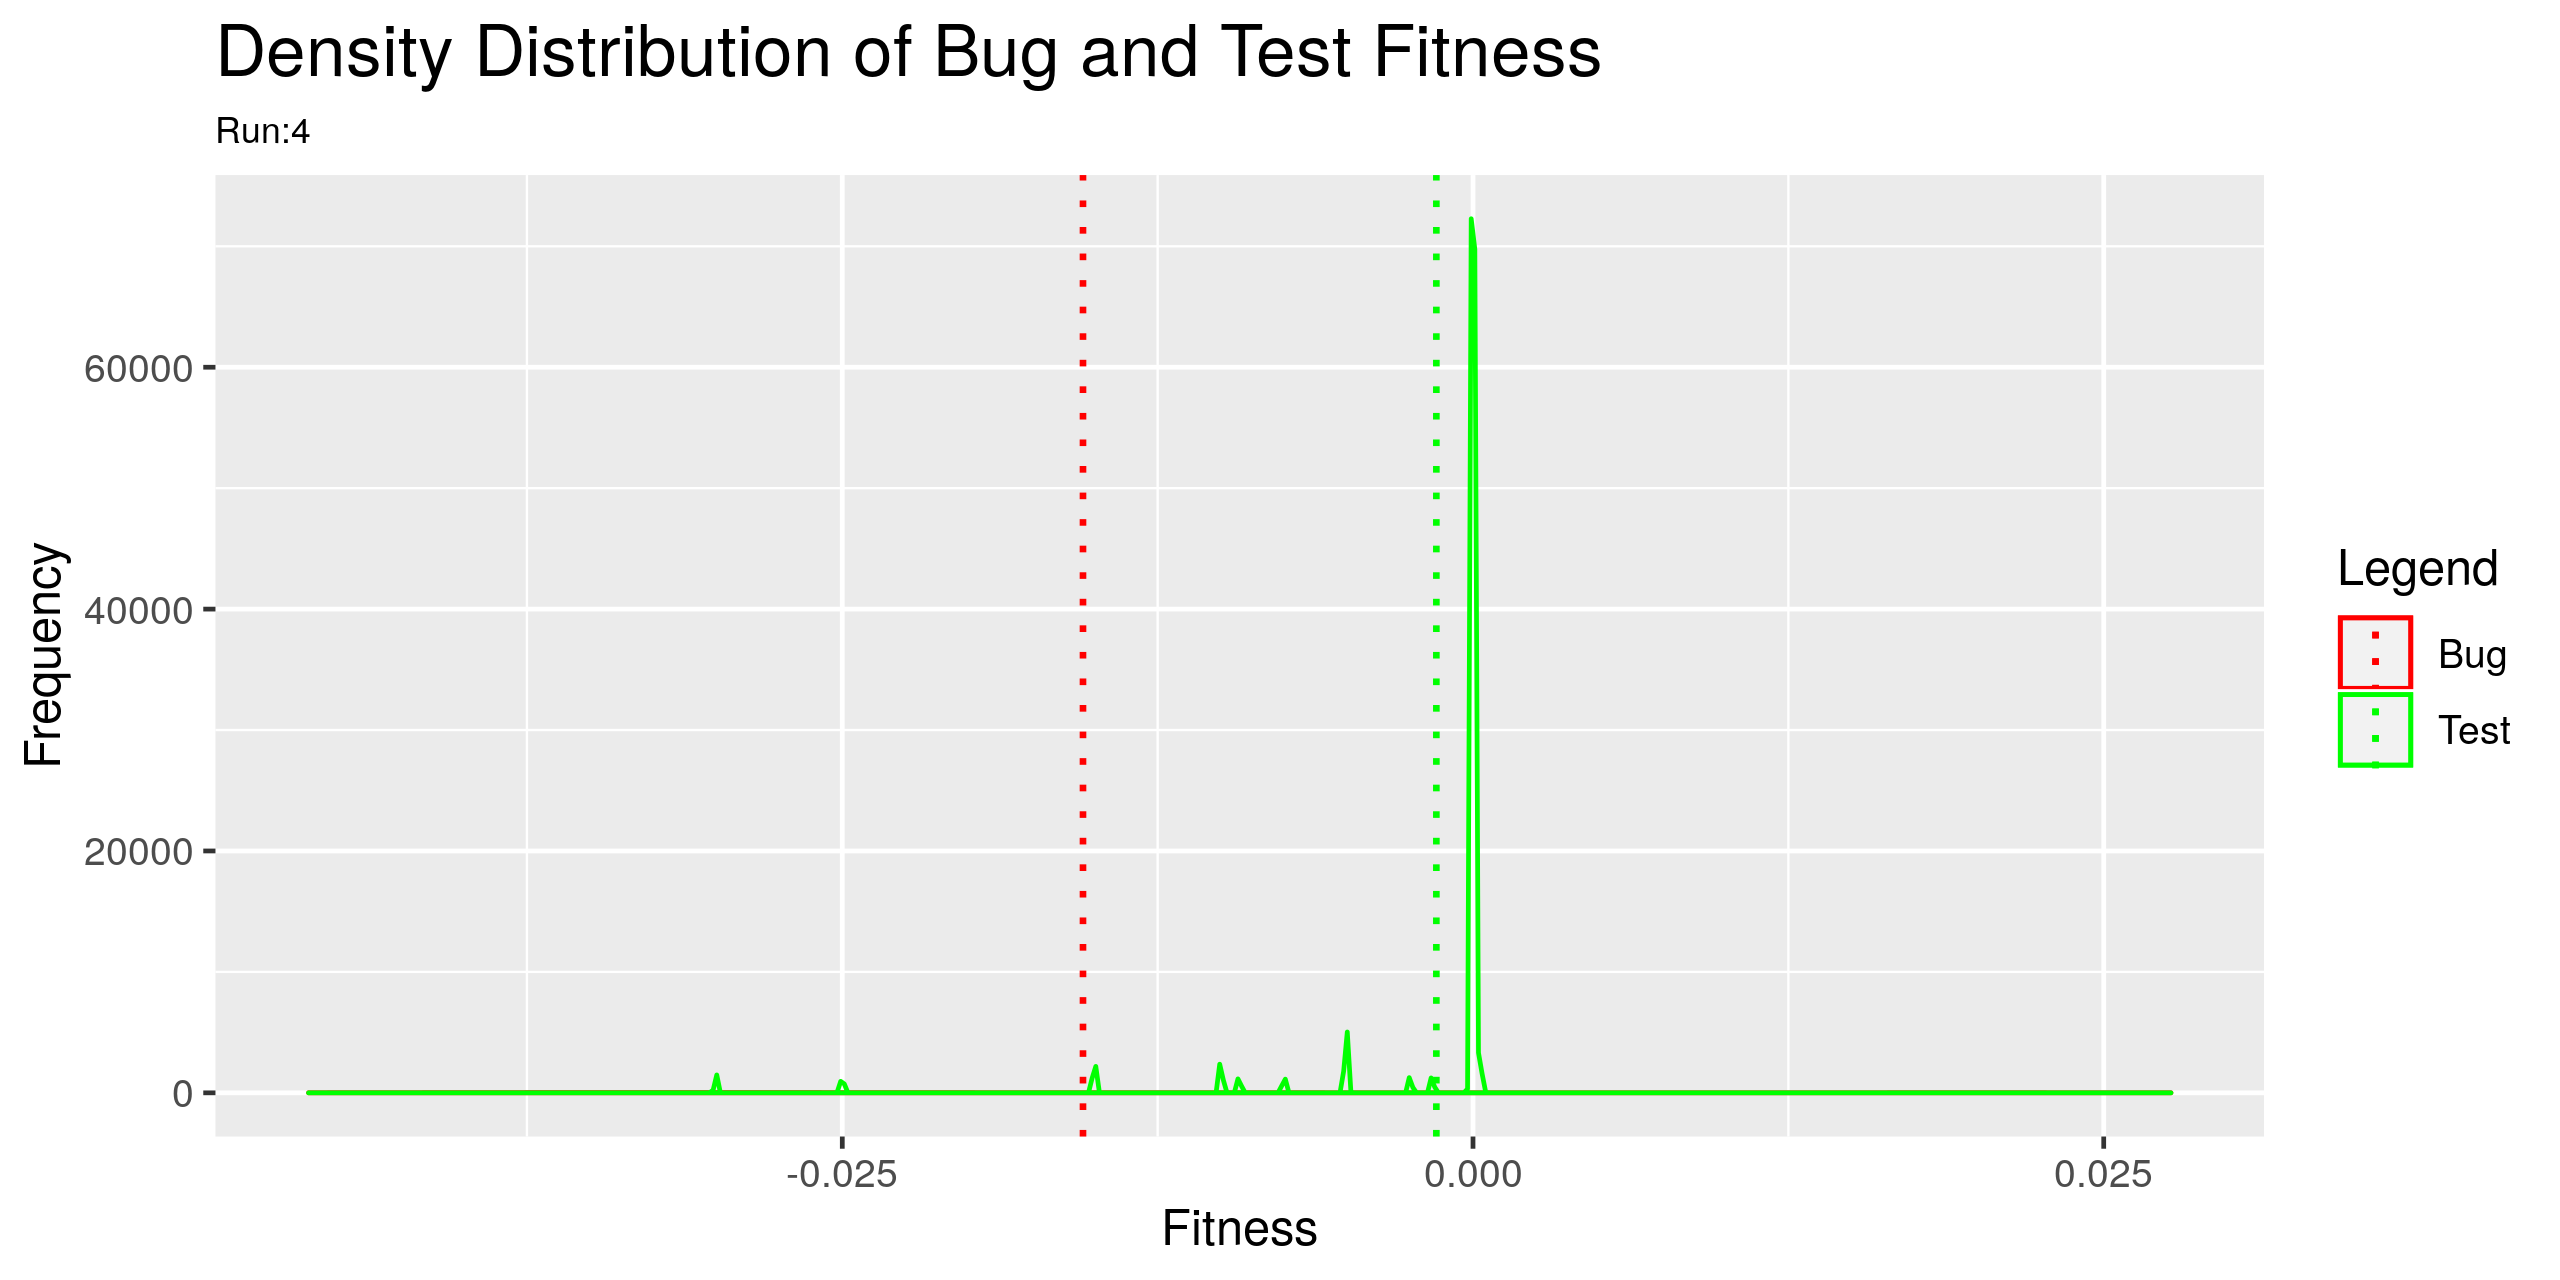 Density Distribution of Bug and Test Fitness
Run:4
Frequency
60000
40000
20000
0
-0.025
0.000
0.025
Fitness
Legend
Bug
Test